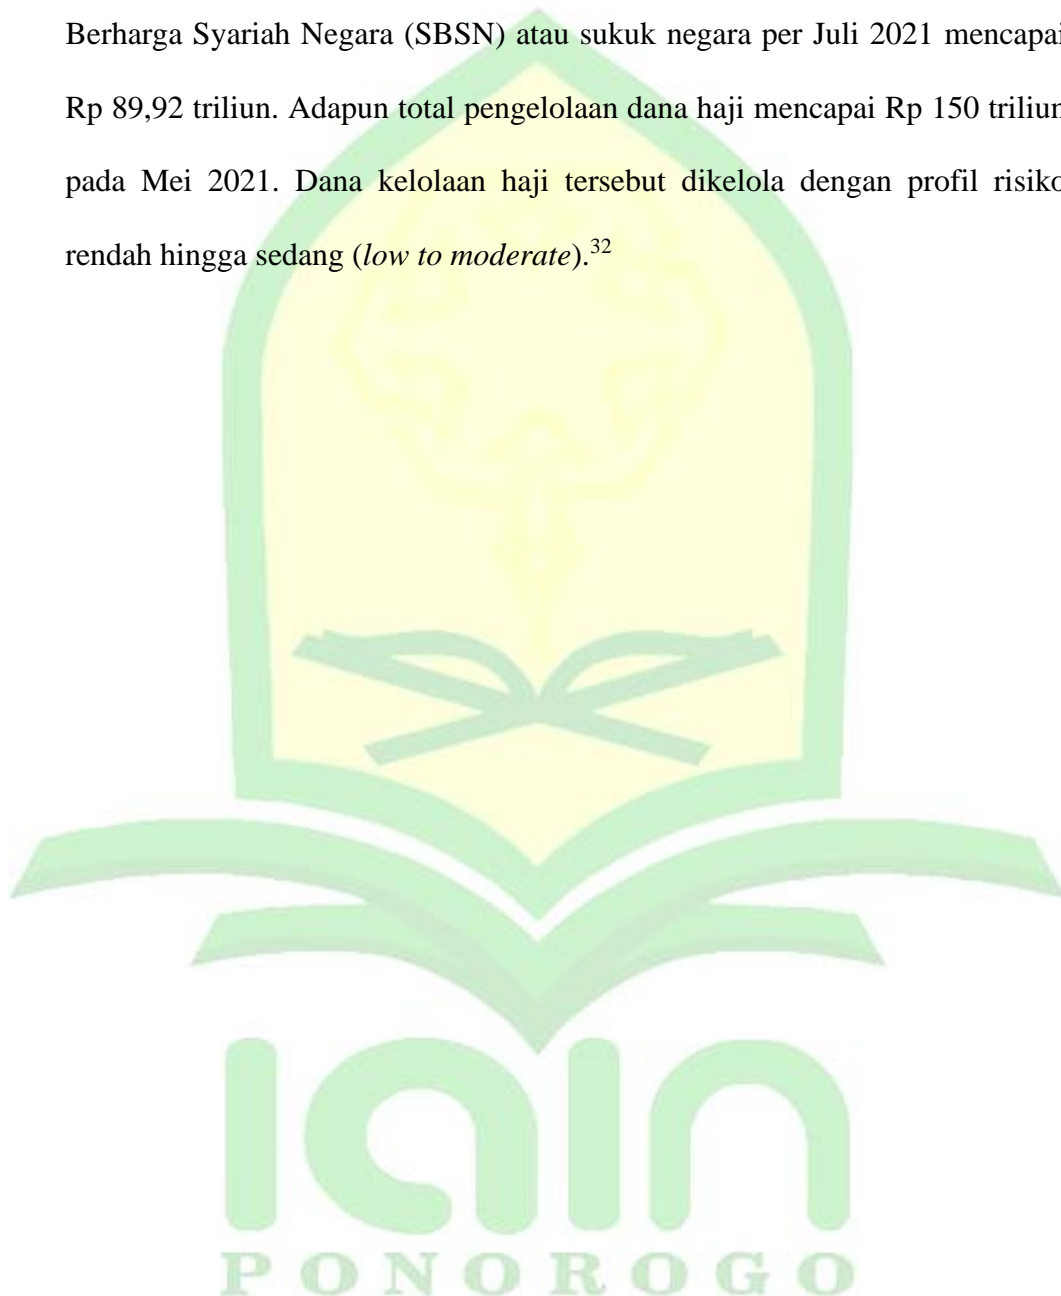 Berharga Syariah Negara (SBSN) atau sukuk negara per Juli 2021 mencapai
Rp 89,92 triliun. Adapun total pengelolaan dana haji mencapai Rp 150 triliun
pada Mei 2021. Dana kelolaan haji tersebut dikelola dengan profil risiko
rendah hingga sedang (low to moderate).32
iain
PONOROGO